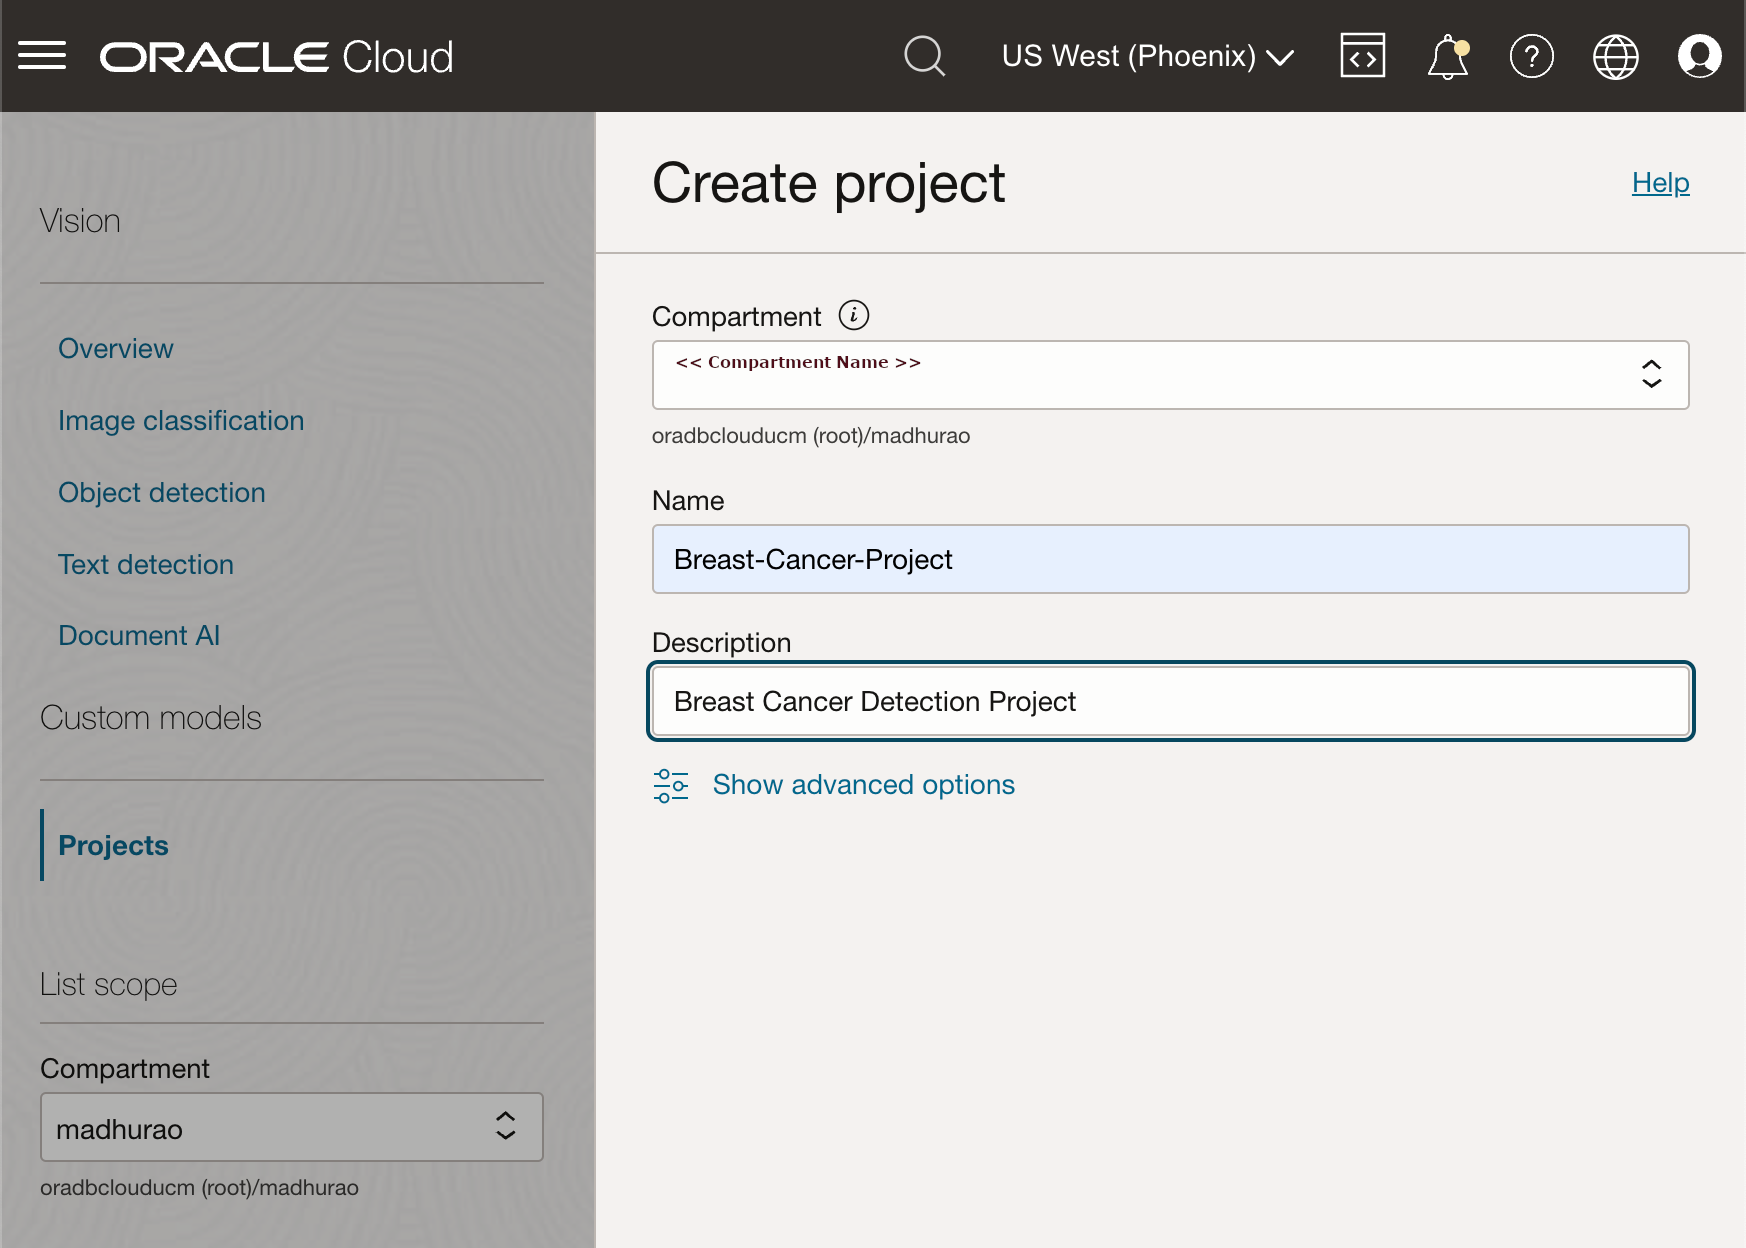 ORACLE Cloud
US West (Phoenix)
Vision
Overview
Image classification
Object detection
Text detection
Document AI
Custom models
Projects
List scope
Compartment
madhurao
oradbclouducm (root)/madhurao
Create project
Help
Compartment i
<< Compartment Name >>
oradbclouducm (root)/madhurao
Name
Breast-Cancer-Project
Description
Breast Cancer Detection Project
Show advanced options